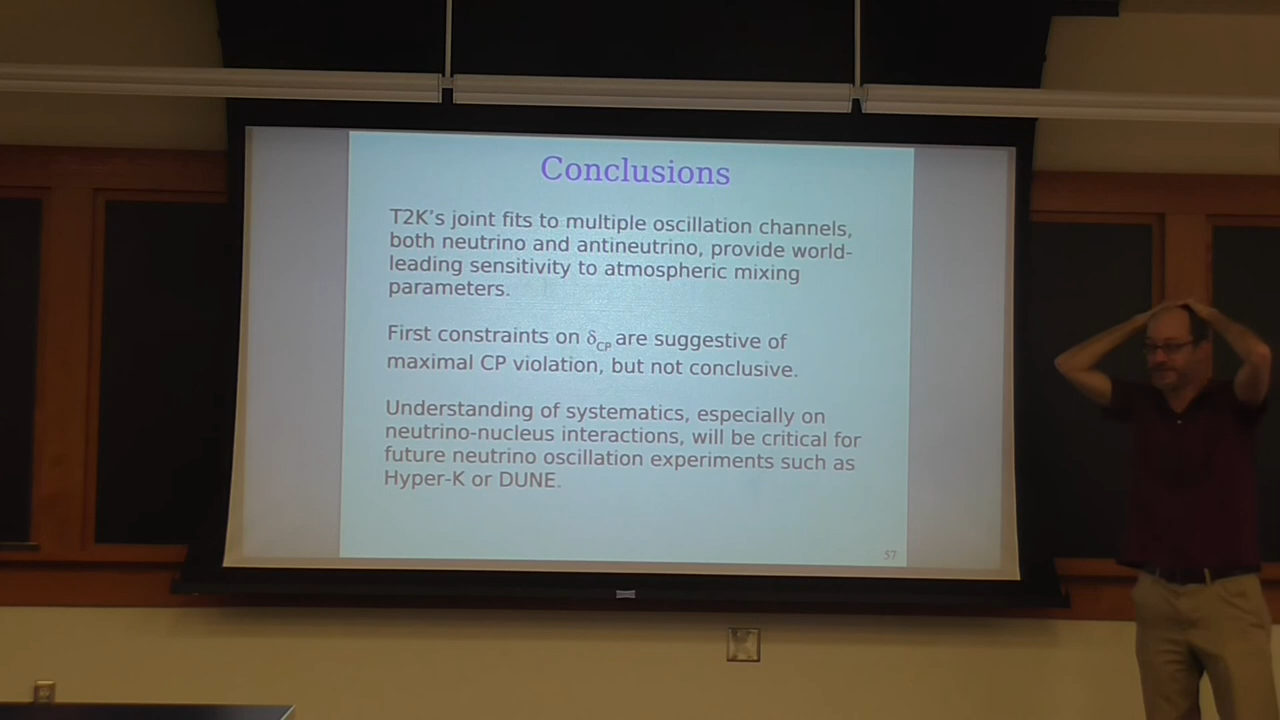 Conclusions
T2K's joint fits to multiple oscillation channels,
both neutrino and antineutrino, provide world-
leading sensitivity to atmospheric mixing
parameters.
First constraints on δCP are suggestive of
maximal CP violation, but not conclusive.
Understanding of systematics, especially on
neutrino-nucleus interactions, will be critical for
future neutrino oscillation experiments such as
Hyper-K or DUNE.
57